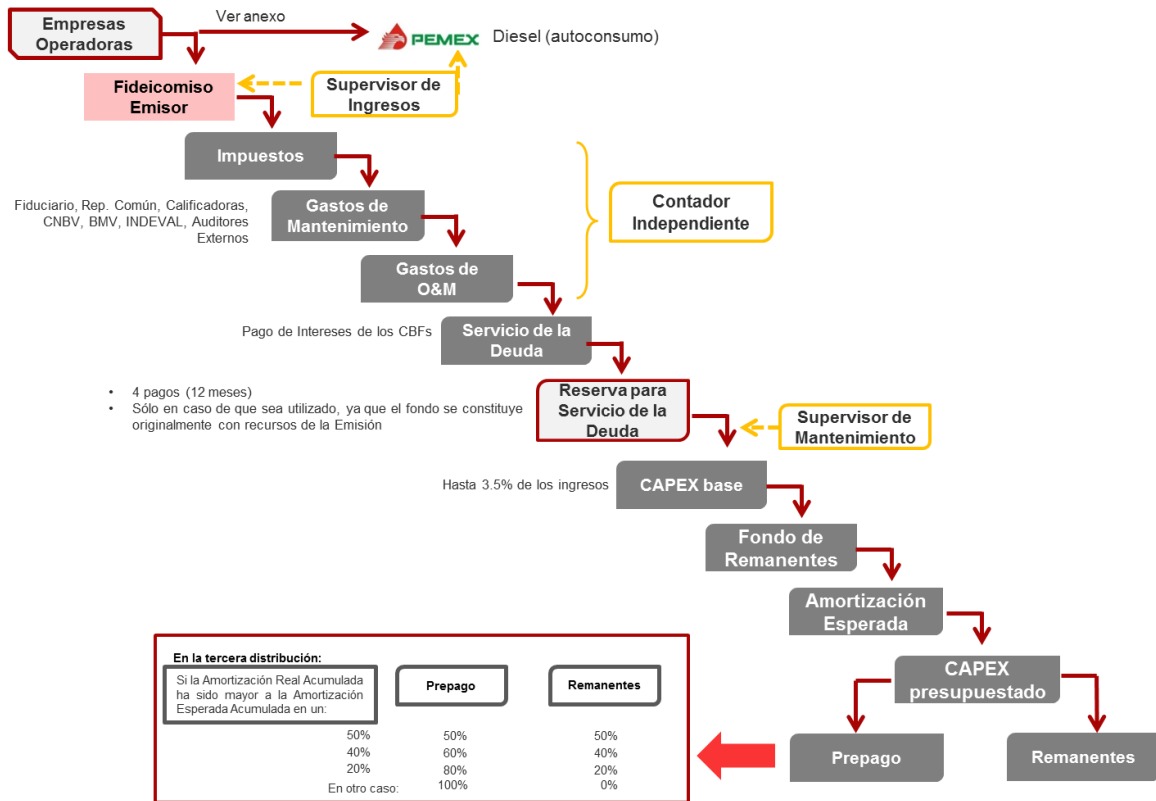 Empresas
Operadoras
Ver anexo
PEMEX
Diesel (autoconsumo)
Fideicomiso
Emisor
Supervisor de
Ingresos
Impuestos
Fiduciario, Rep. Común, Calificadoras,
CNBV, BMV, INDEVAL, Auditores
Externos
Gastos de
Mantenimiento
Contador
Independiente
Gastos de
O&M
Pago de Intereses de los CBFs
Servicio de la
Deuda
• 4 pagos (12 meses)
• Sólo en caso de que sea utilizado, ya que el fondo se constituye
originalmente con recursos de la Emisión
Reserva para
Servicio de la
Deuda
Supervisor de
Mantenimiento
Hasta 3.5% de los ingresos
CAPEX base
Fondo de
Remanentes
Amortización
Esperada
CAPEX
presupuestado
Prepago
Remanentes
En la tercera distribución:
Si la Amortización Real Acumulada
ha sido mayor a la Amortización
Esperada Acumulada en un:
Prepago
Remanentes
50% 50% 50%
40% 60% 40%
20% 80% 20%
En otro caso: 100% 0%